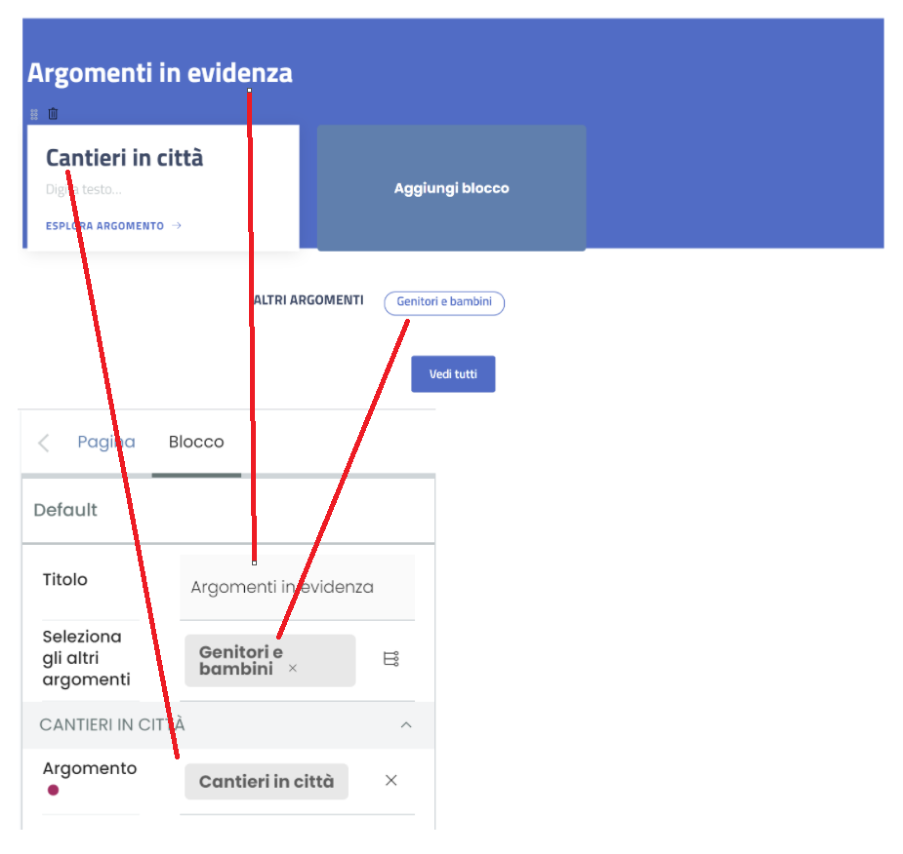 Argomenti in evidenza
Cantieri in città
Digita testo...
ESPLORA ARGOMENTO →
Aggiungi blocco
ALTRI ARGOMENTI
Genitori e bambini
Vedi tutti
Pagina
Blocco
Default
Titolo
Argomenti in evidenza
Seleziona
gli altri
argomenti
Genitori e
bambini ×
CANTIERI IN CITTÀ
Argomento
Cantieri in città